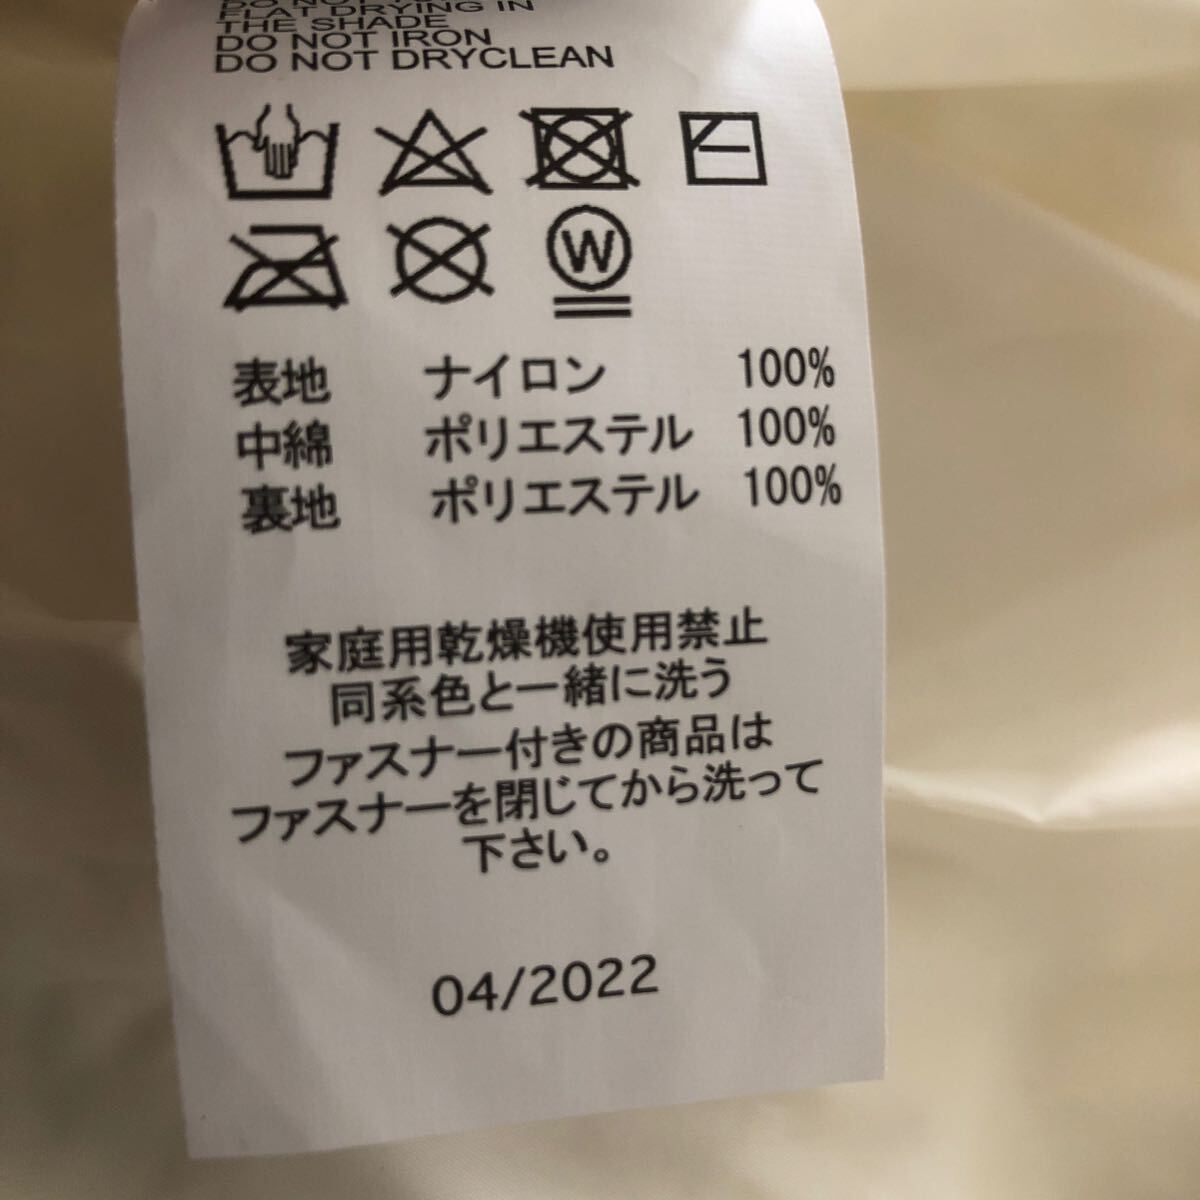 FLAT DRYING IN
THE SHADE
DO NOT IRON
DO NOT DRYCLEAN
W
表地 ナイロン 100%
中綿 ポリエステル 100%
裏地 ポリエステル 100%
家庭用乾燥機使用禁止
同系色と一緒に洗う
ファスナー付きの商品は
ファスナーを閉じてから洗って
下さい。
04/2022